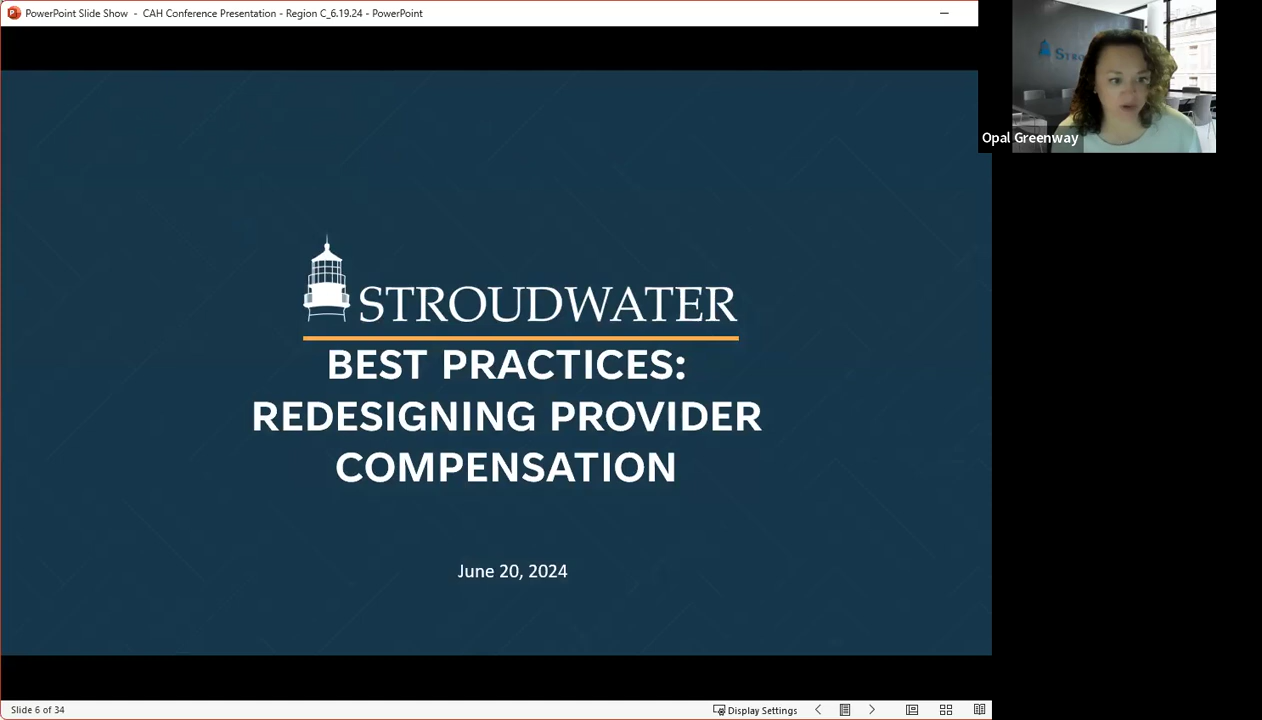 PowerPoint Slide Show - CAH Conference Presentation - Region C_6.19.24 - PowerPoint
Opal Greenway
STROUDWATER
BEST PRACTICES:
REDESIGNING PROVIDER
COMPENSATION
June 20, 2024
Slide 6 of 34
Display Settings